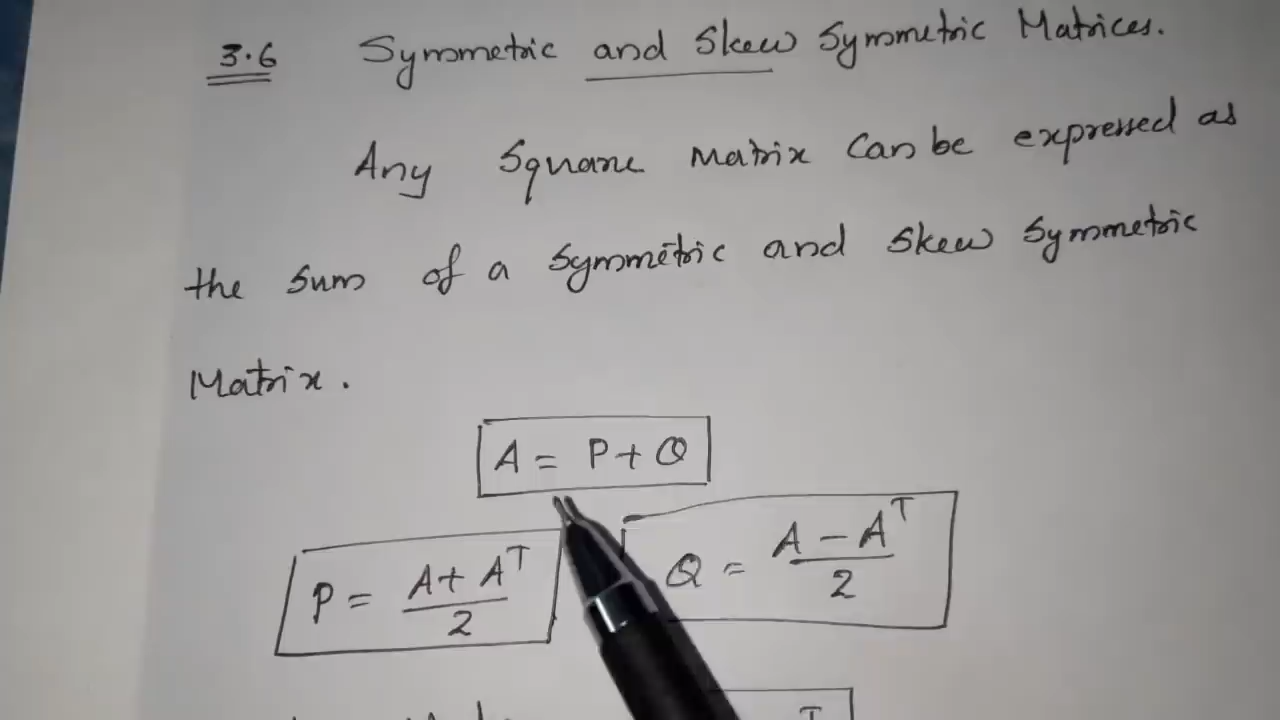 3.6 Symmetric and Skew Symmetric Matrices.
Any Square Matrix Can be expressed as
the Sum of a Symmetric and Skew Symmetric
Matrix.
A = P + Q
P = A + A^T / 2 Q = A - A^T / 2
T